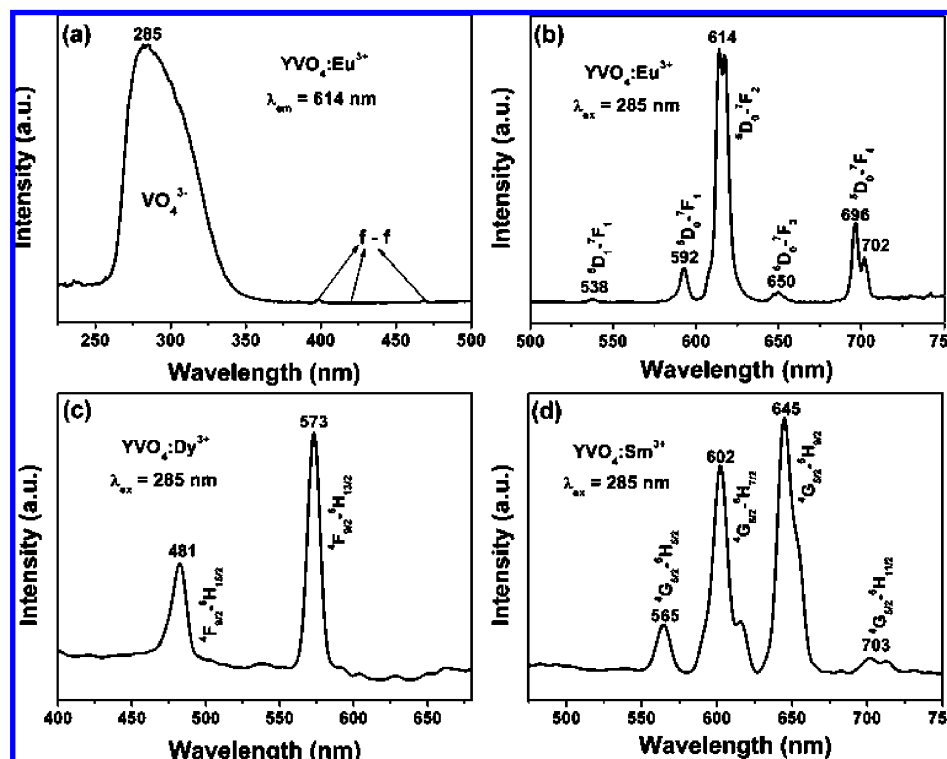 (a)
285
YVO₄:Eu³⁺
λem = 614 nm
VO₄³⁻
f - f
Intensity (a.u.)
250 300 350 400 450 500
Wavelength (nm)
(b)
614
YVO₄:Eu³⁺
λex = 285 nm
⁵D₀-⁷F₂
⁵D₁-⁷F₁
538
⁵D₀-⁷F₁
592
⁵D₀-⁷F₃
650
⁵D₀-⁷F₄
696
702
Intensity (a.u.)
500 550 600 650 700 75
Wavelength (nm)
(c)
573
YVO₄:Dy³⁺
λex = 285 nm
⁴F₉/₂-⁶H₁₃/₂
481
⁴F₉/₂-⁶H₁₅/₂
Intensity (a.u.)
400 450 500 550 600 650
Wavelength (nm)
(d)
645
YVO₄:Sm³⁺
λex = 285 nm
602
⁴G₅/₂-⁶H₉/₂
⁴G₅/₂-⁶H₇/₂
⁴G₅/₂-⁶H₅/₂
565
⁴G₅/₂-⁶H₁₁/₂
703
Intensity (a.u.)
500 550 600 650 700 75
Wavelength (nm)